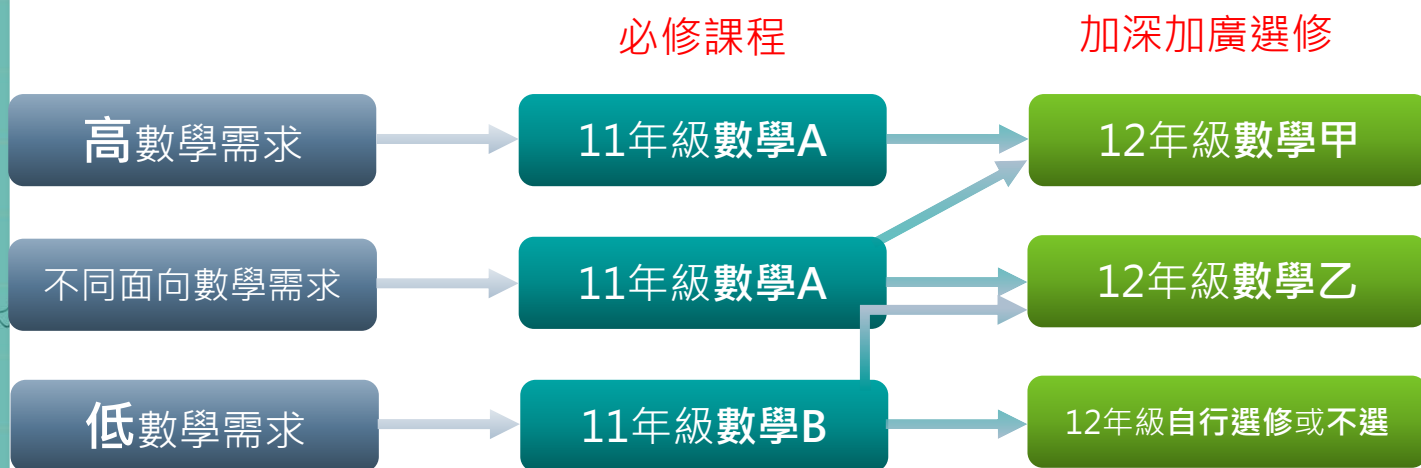 必修課程
加深加廣選修
高數學需求
11年級數學A
12年級數學甲
不同面向數學需求
11年級數學A
12年級數學乙
低數學需求
11年級數學B
12年級自行選修或不選